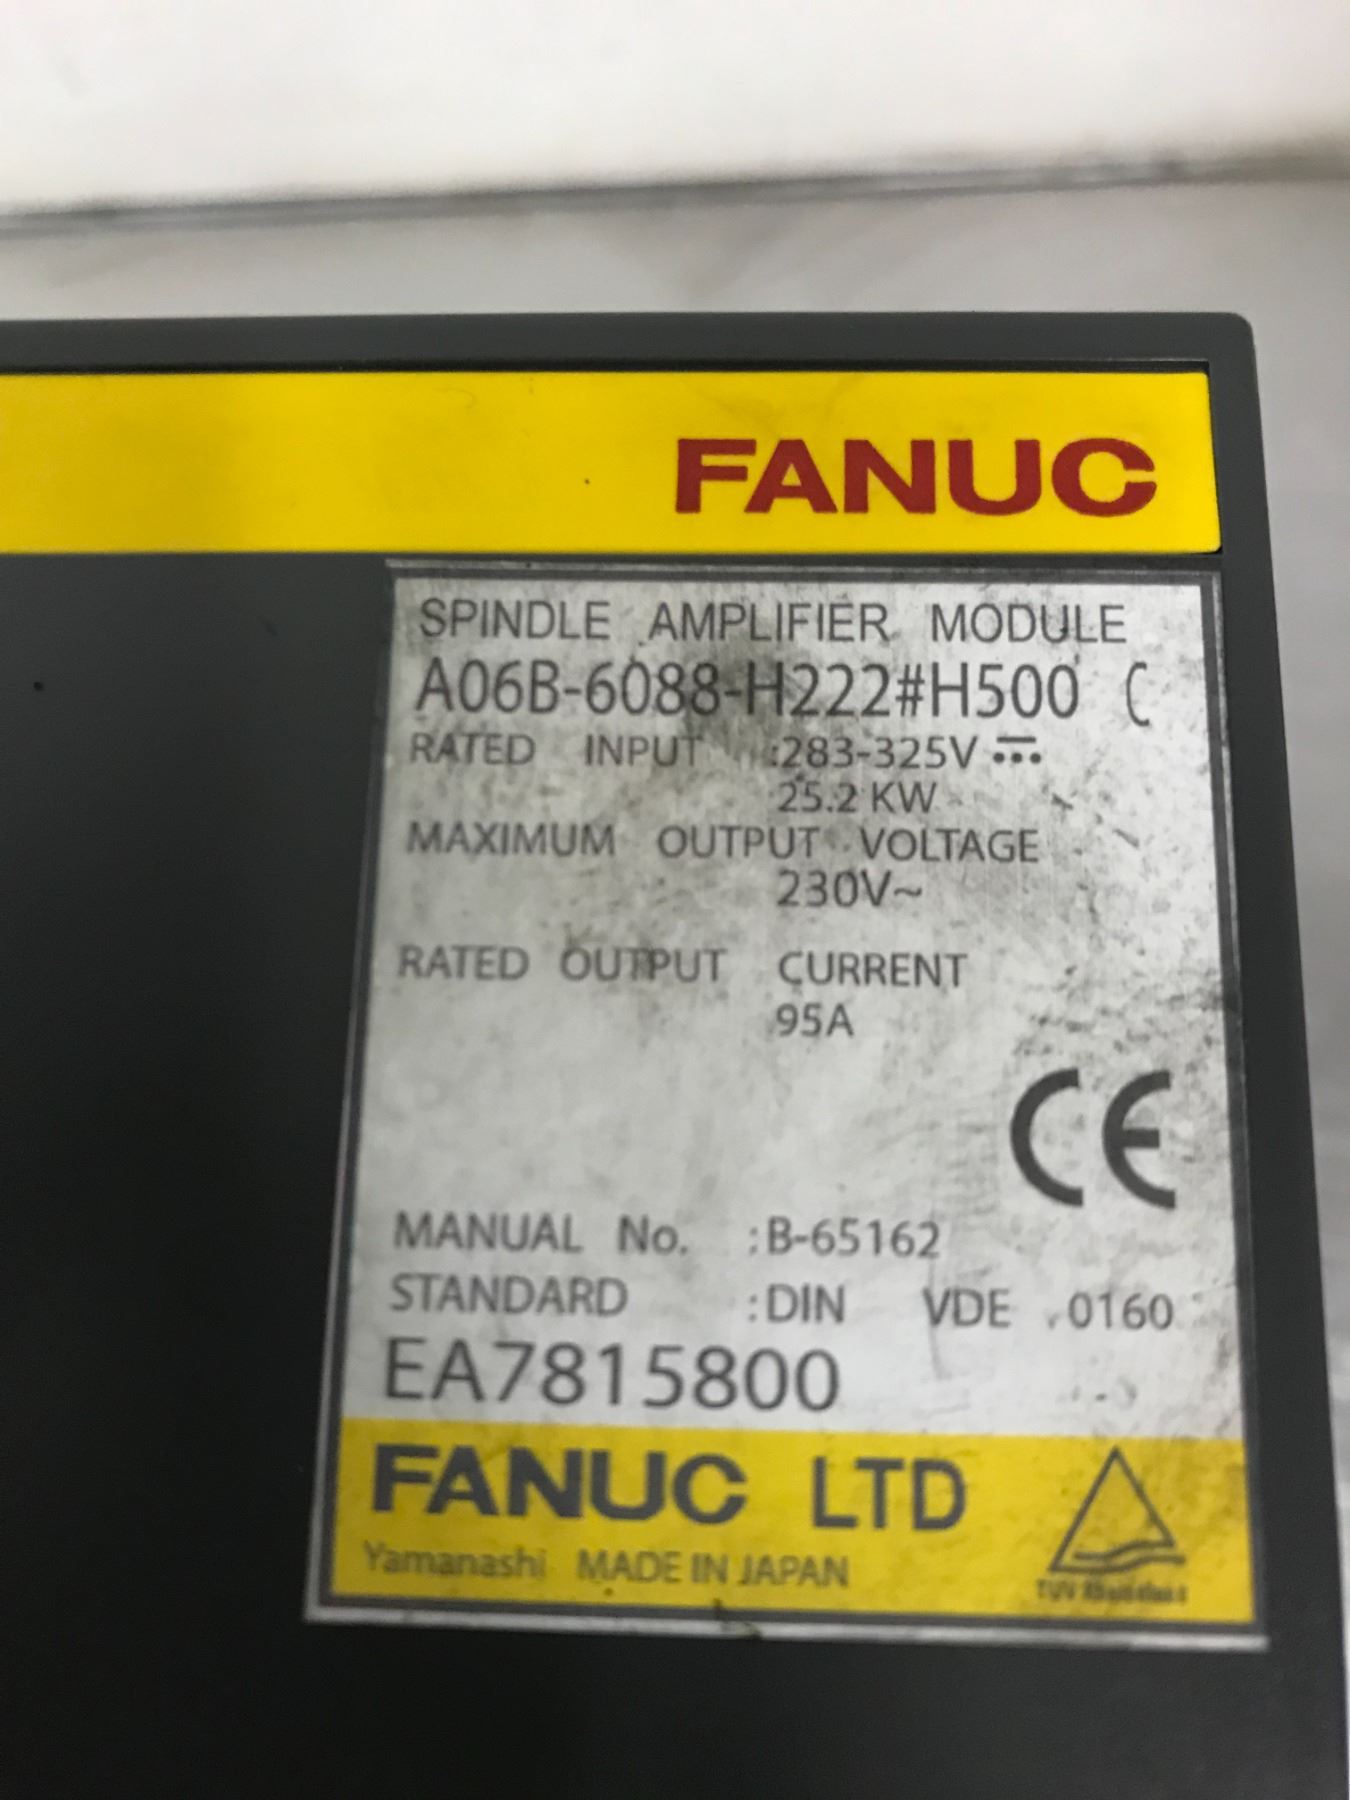 FANUC
SPINDLE AMPLIFIER MODULE
A06B-6088-H222#H500 C
RATED INPUT :283-325V ⎓
25.2 KW
MAXIMUM OUTPUT VOLTAGE
230V~
RATED OUTPUT CURRENT
95A
CE
MANUAL No. :B-65162
STANDARD :DIN VDE 0160
EA7815800
FANUC LTD
Yamanashi MADE IN JAPAN
TUV